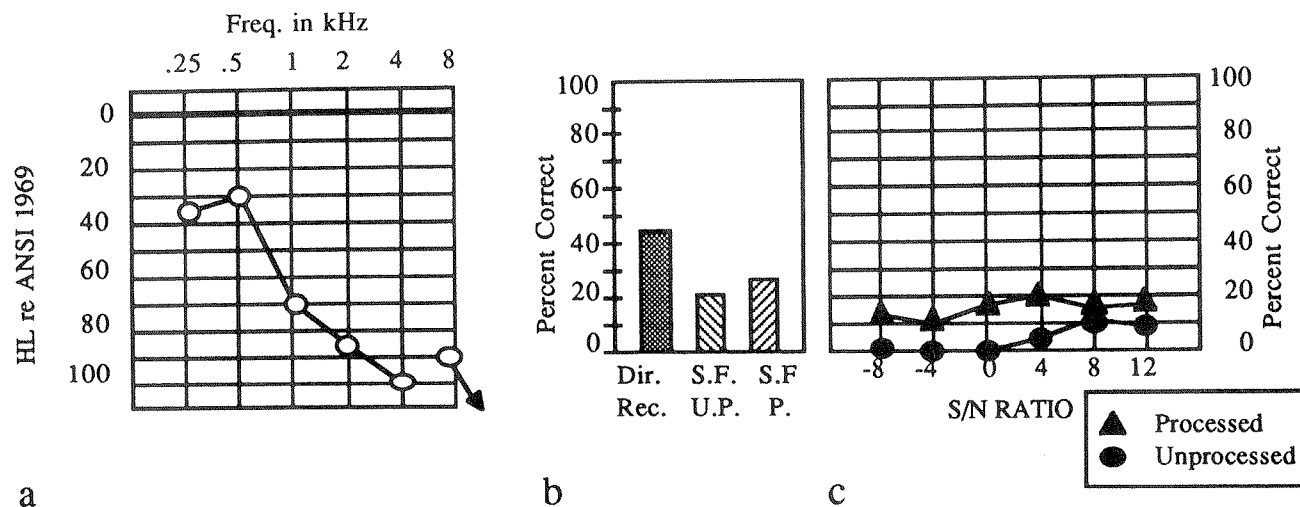 Freq. in kHz
.25 .5 1 2 4 8
0
20
40
60
80
100
HL re ANSI 1969
a
100
80
60
40
20
0
Percent Correct
Dir. S.F. S.F
Rec. U.P. P.
b
100
80
60
40
20
0
Percent Correct
-8 -4 0 4 8 12
S/N RATIO
Processed
Unprocessed
c